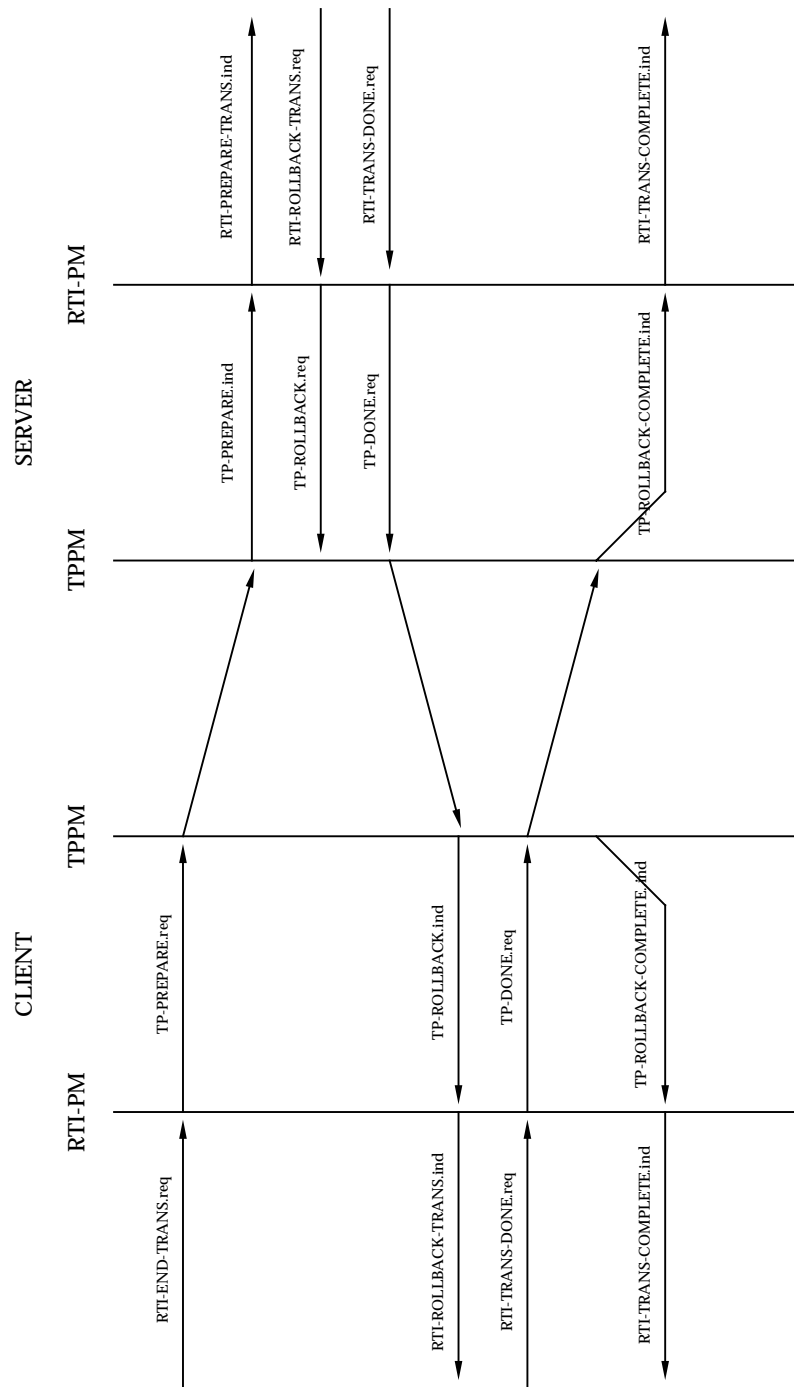 CLIENT
SERVER
RTI-PM
TPPM
TPPM
RTI-PM
RTI-END-TRANS.req
TP-PREPARE.req
TP-PREPARE.ind
RTI-PREPARE-TRANS.ind
TP-ROLLBACK.req
RTI-ROLLBACK-TRANS.req
TP-DONE.req
RTI-TRANS-DONE.req
RTI-ROLLBACK-TRANS.ind
TP-ROLLBACK.ind
RTI-TRANS-DONE.req
TP-DONE.req
RTI-TRANS-COMPLETE.ind
TP-ROLLBACK-COMPLETE.ind
TP-ROLLBACK-COMPLETE.ind
RTI-TRANS-COMPLETE.ind